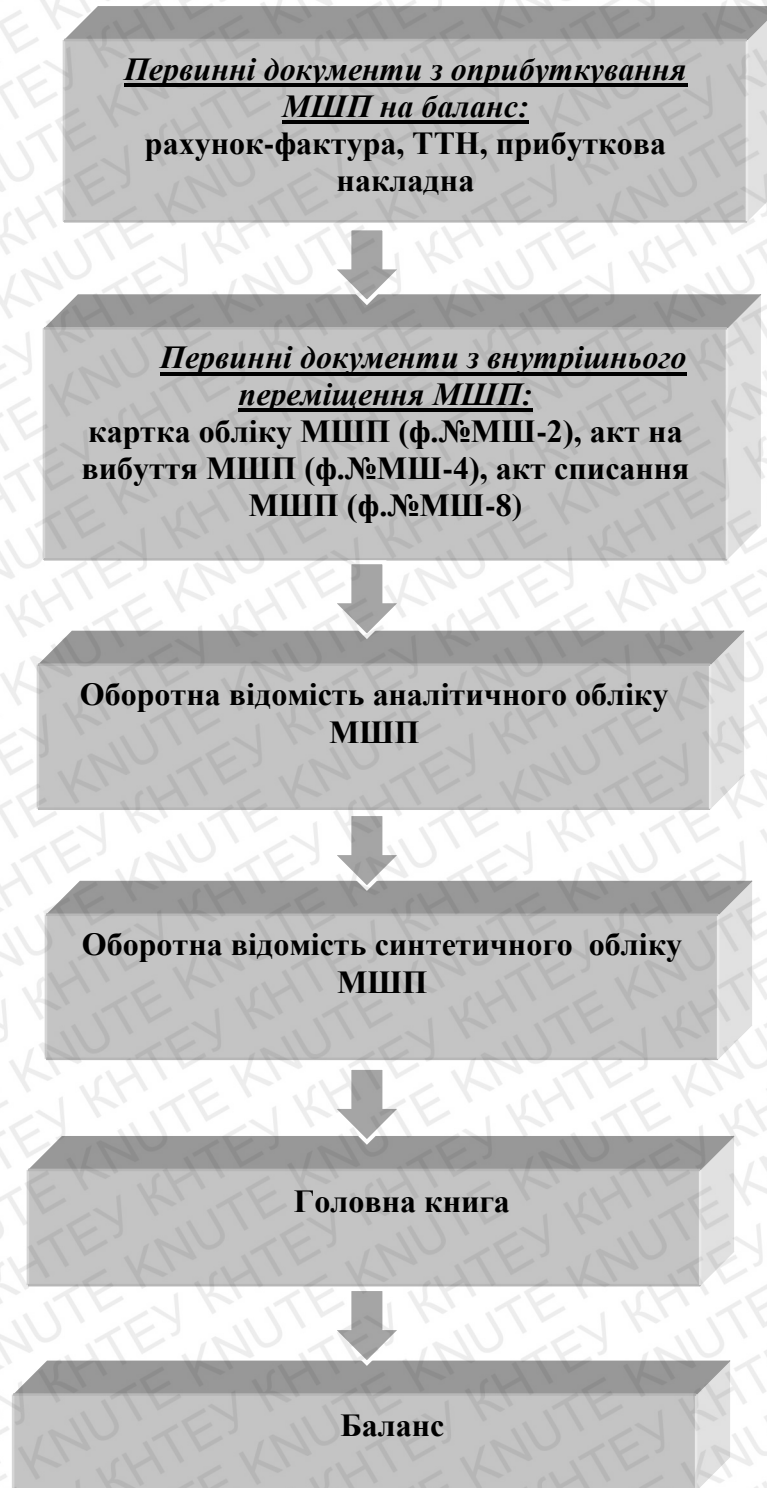 Первинні документи з оприбуткування
МШП на баланс:
рахунок-фактура, ТТН, прибуткова
накладна
Первинні документи з внутрішнього
переміщення МШП:
картка обліку МШП (ф.№МШ-2), акт на
вибуття МШП (ф.№МШ-4), акт списання
МШП (ф.№МШ-8)
Оборотна відомість аналітичного обліку
МШП
Оборотна відомість синтетичного обліку
МШП
Головна книга
Баланс